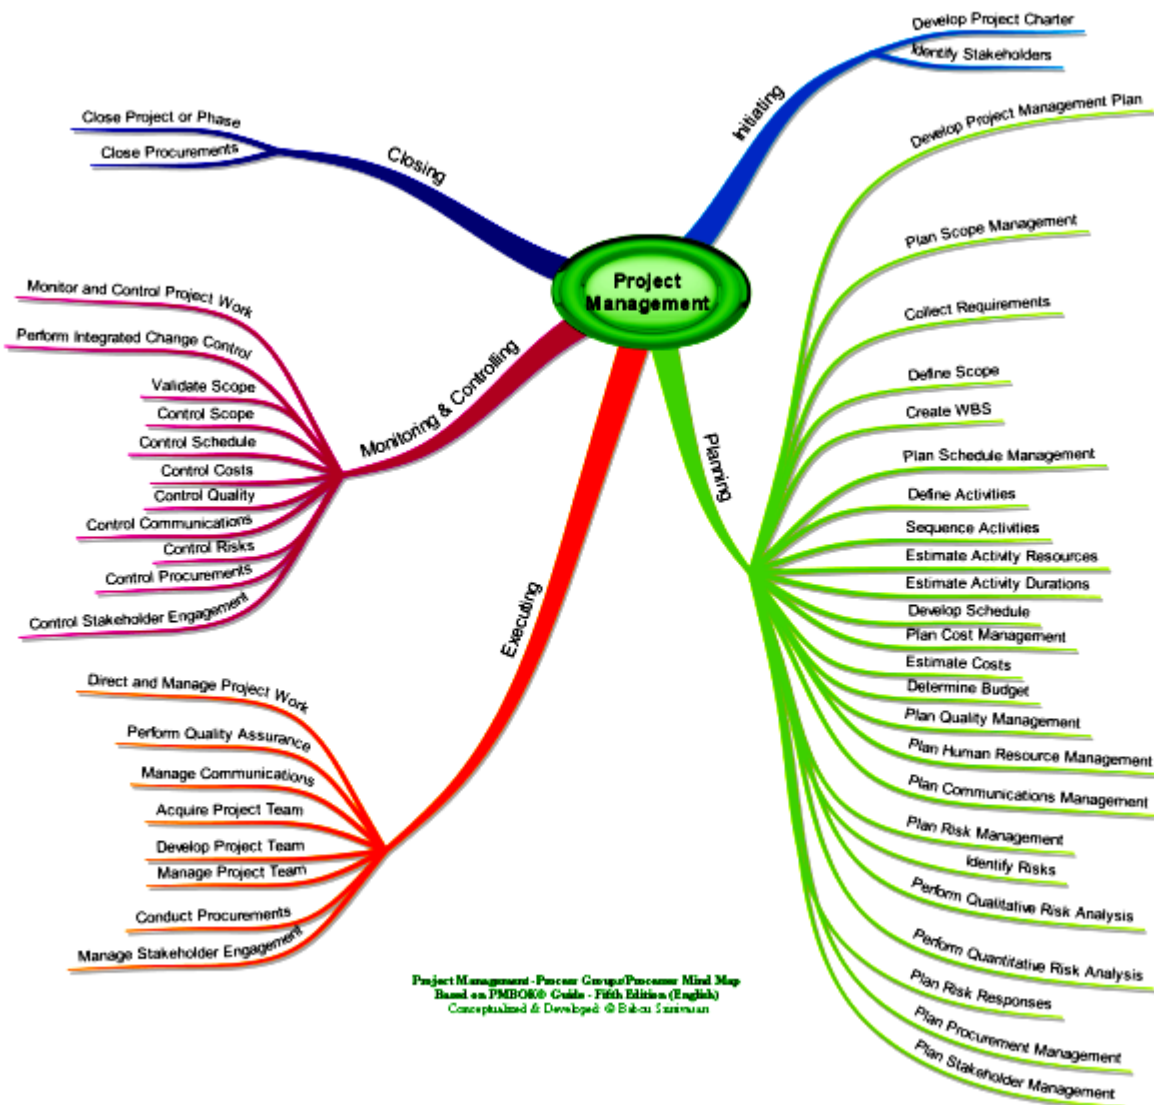 Project
Management
Initiating
Develop Project Charter
Identify Stakeholders
Planning
Develop Project Management Plan
Plan Scope Management
Collect Requirements
Define Scope
Create WBS
Plan Schedule Management
Define Activities
Sequence Activities
Estimate Activity Resources
Estimate Activity Durations
Develop Schedule
Plan Cost Management
Estimate Costs
Determine Budget
Plan Quality Management
Plan Human Resource Management
Plan Communications Management
Plan Risk Management
Identify Risks
Perform Qualitative Risk Analysis
Perform Quantitative Risk Analysis
Plan Risk Responses
Plan Procurement Management
Plan Stakeholder Management
Executing
Direct and Manage Project Work
Perform Quality Assurance
Manage Communications
Acquire Project Team
Develop Project Team
Manage Project Team
Conduct Procurements
Manage Stakeholder Engagement
Monitoring & Controlling
Monitor and Control Project Work
Perform Integrated Change Control
Validate Scope
Control Scope
Control Schedule
Control Costs
Control Quality
Control Communications
Control Risks
Control Procurements
Control Stakeholder Engagement
Closing
Close Project or Phase
Close Procurements
Project Management - Process Groups/Processes Mind Map
Based on PMBOK® Guide - Fifth Edition (English)
Conceptualized & Developed © Babou Srinivasan